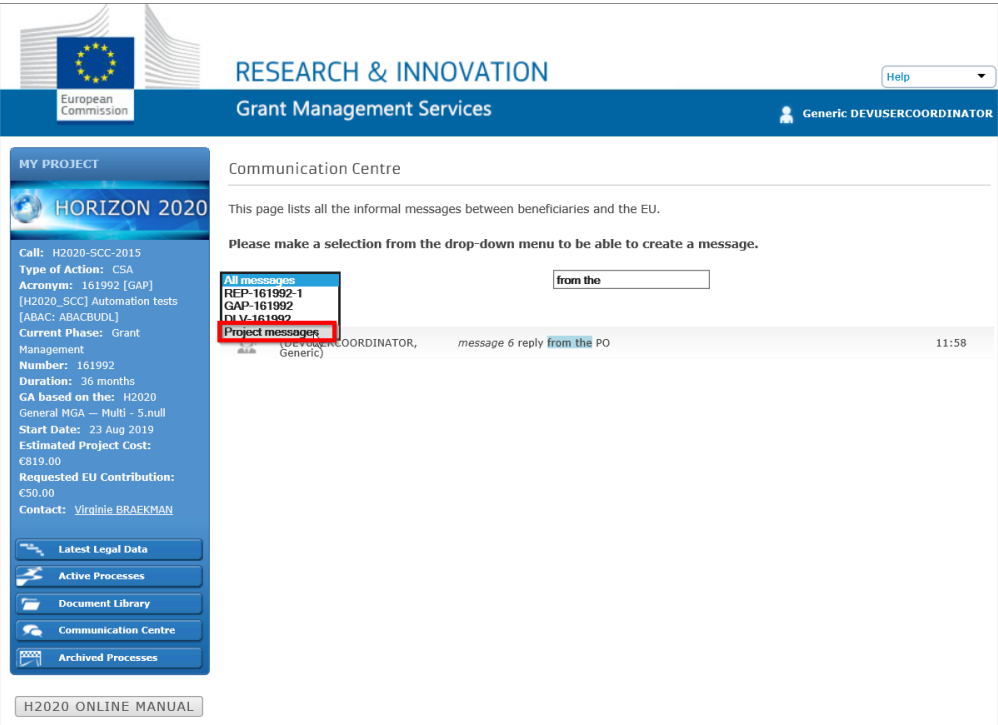 European
Commission
RESEARCH & INNOVATION
Grant Management Services
Help
Generic DEVUSERCOORDINATOR
MY PROJECT
HORIZON 2020
Call: H2020-SCC-2015
Type of Action: CSA
Acronym: 161992 [GAP]
[H2020_SCC] Automation tests
[ABAC: ABACBUDL]
Current Phase: Grant
Management
Number: 161992
Duration: 36 months
GA based on the: H2020
General MGA — Multi - 5.null
Start Date: 23 Aug 2019
Estimated Project Cost:
€819.00
Requested EU Contribution:
€50.00
Contact: Virginie BRAEKMAN
Latest Legal Data
Active Processes
Document Library
Communication Centre
Archived Processes
H2020 ONLINE MANUAL
Communication Centre
This page lists all the informal messages between beneficiaries and the EU.
Please make a selection from the drop-down menu to be able to create a message.
All messages
REP-161992-1
GAP-161992
DLV-161992
Project messages
from the
(DEVUSERCOORDINATOR,
Generic)
message 6 reply from the PO
11:58